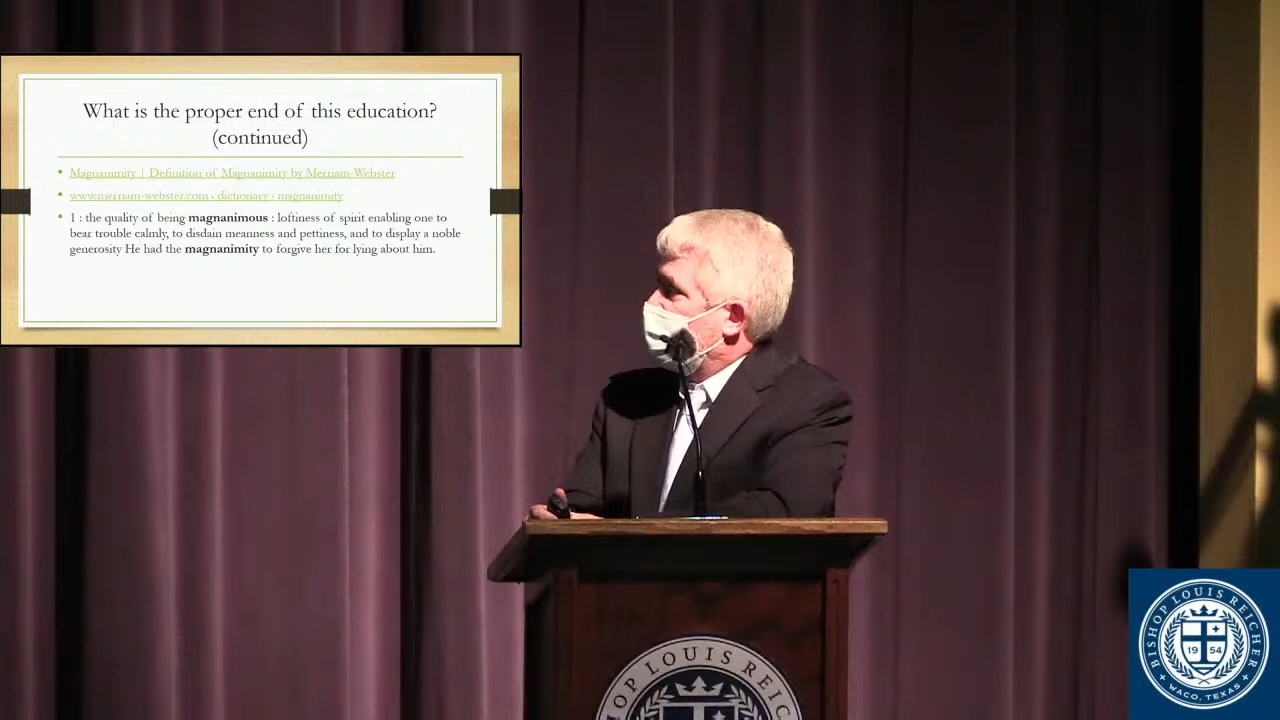 What is the proper end of this education?
(continued)
• Magnanimity | Definition of Magnanimity by Merriam-Webster
• www.merriam-webster.com › dictionary › magnanimity
• 1 : the quality of being magnanimous : loftiness of spirit enabling one to
bear trouble calmly, to disdain meanness and pettiness, and to display a noble
generosity He had the magnanimity to forgive her for lying about him.
OP LOUIS REIC
BISHOP LOUIS REICHER
19 54
WACO, TEXAS